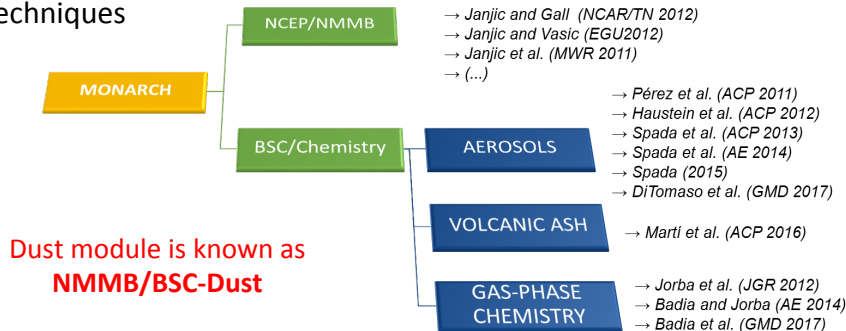 echniques
NCEP/NMMB
→ Janjic and Gall (NCAR/TN 2012)
→ Janjic and Vasic (EGU2012)
→ Janjic et al. (MWR 2011)
→ (...)
MONARCH
BSC/Chemistry
AEROSOLS
→ Pérez et al. (ACP 2011)
→ Haustein et al. (ACP 2012)
→ Spada et al. (ACP 2013)
→ Spada et al. (AE 2014)
→ Spada (2015)
→ DiTomaso et al. (GMD 2017)
VOLCANIC ASH
→ Martí et al. (ACP 2016)
Dust module is known as
NMMB/BSC-Dust
GAS-PHASE
CHEMISTRY
→ Jorba et al. (JGR 2012)
→ Badia and Jorba (AE 2014)
→ Badia et al. (GMD 2017)